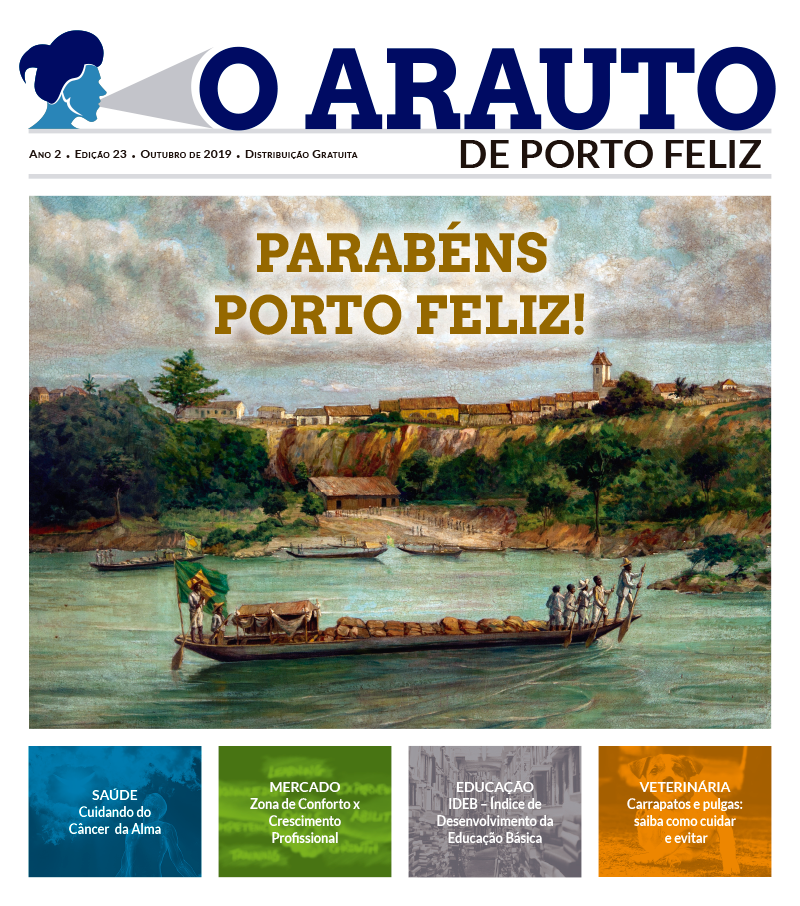 O ARAUTO
DE PORTO FELIZ
Ano 2 • Edição 23 • Outubro de 2019 • Distribuição Gratuita
PARABÉNS
PORTO FELIZ!
SAÚDE
Cuidando do
Câncer da Alma
MERCADO
Zona de Conforto x
Crescimento
Profissional
EDUCAÇÃO
IDEB – Índice de
Desenvolvimento da
Educação Básica
VETERINÁRIA
Carrapatos e pulgas:
saiba como cuidar
e evitar